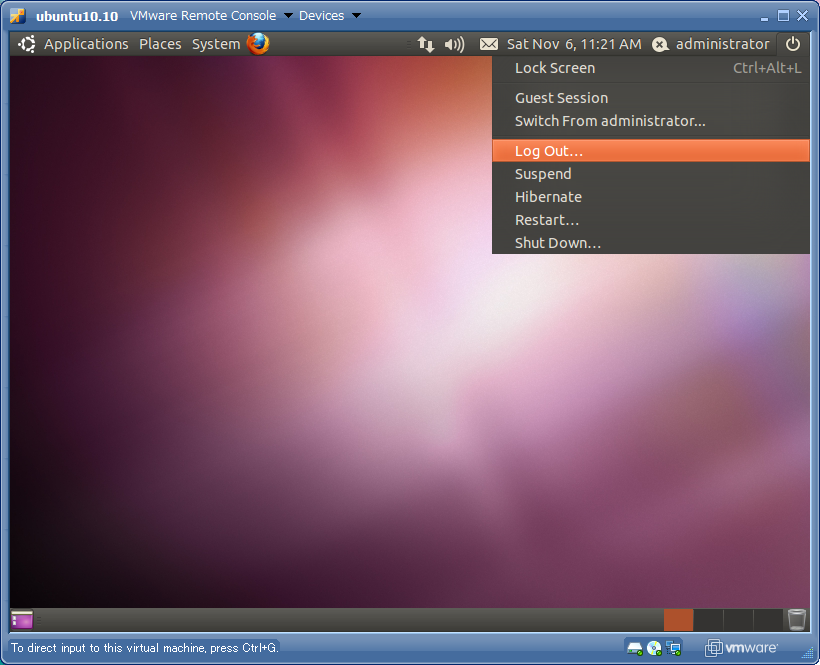 ubuntu10.10 VMware Remote Console Devices
Applications Places System Sat Nov 6, 11:21 AM administrator
Lock Screen Ctrl+Alt+L
Guest Session
Switch From administrator...
Log Out...
Suspend
Hibernate
Restart...
Shut Down...
To direct input to this virtual machine, press Ctrl+G. vmware